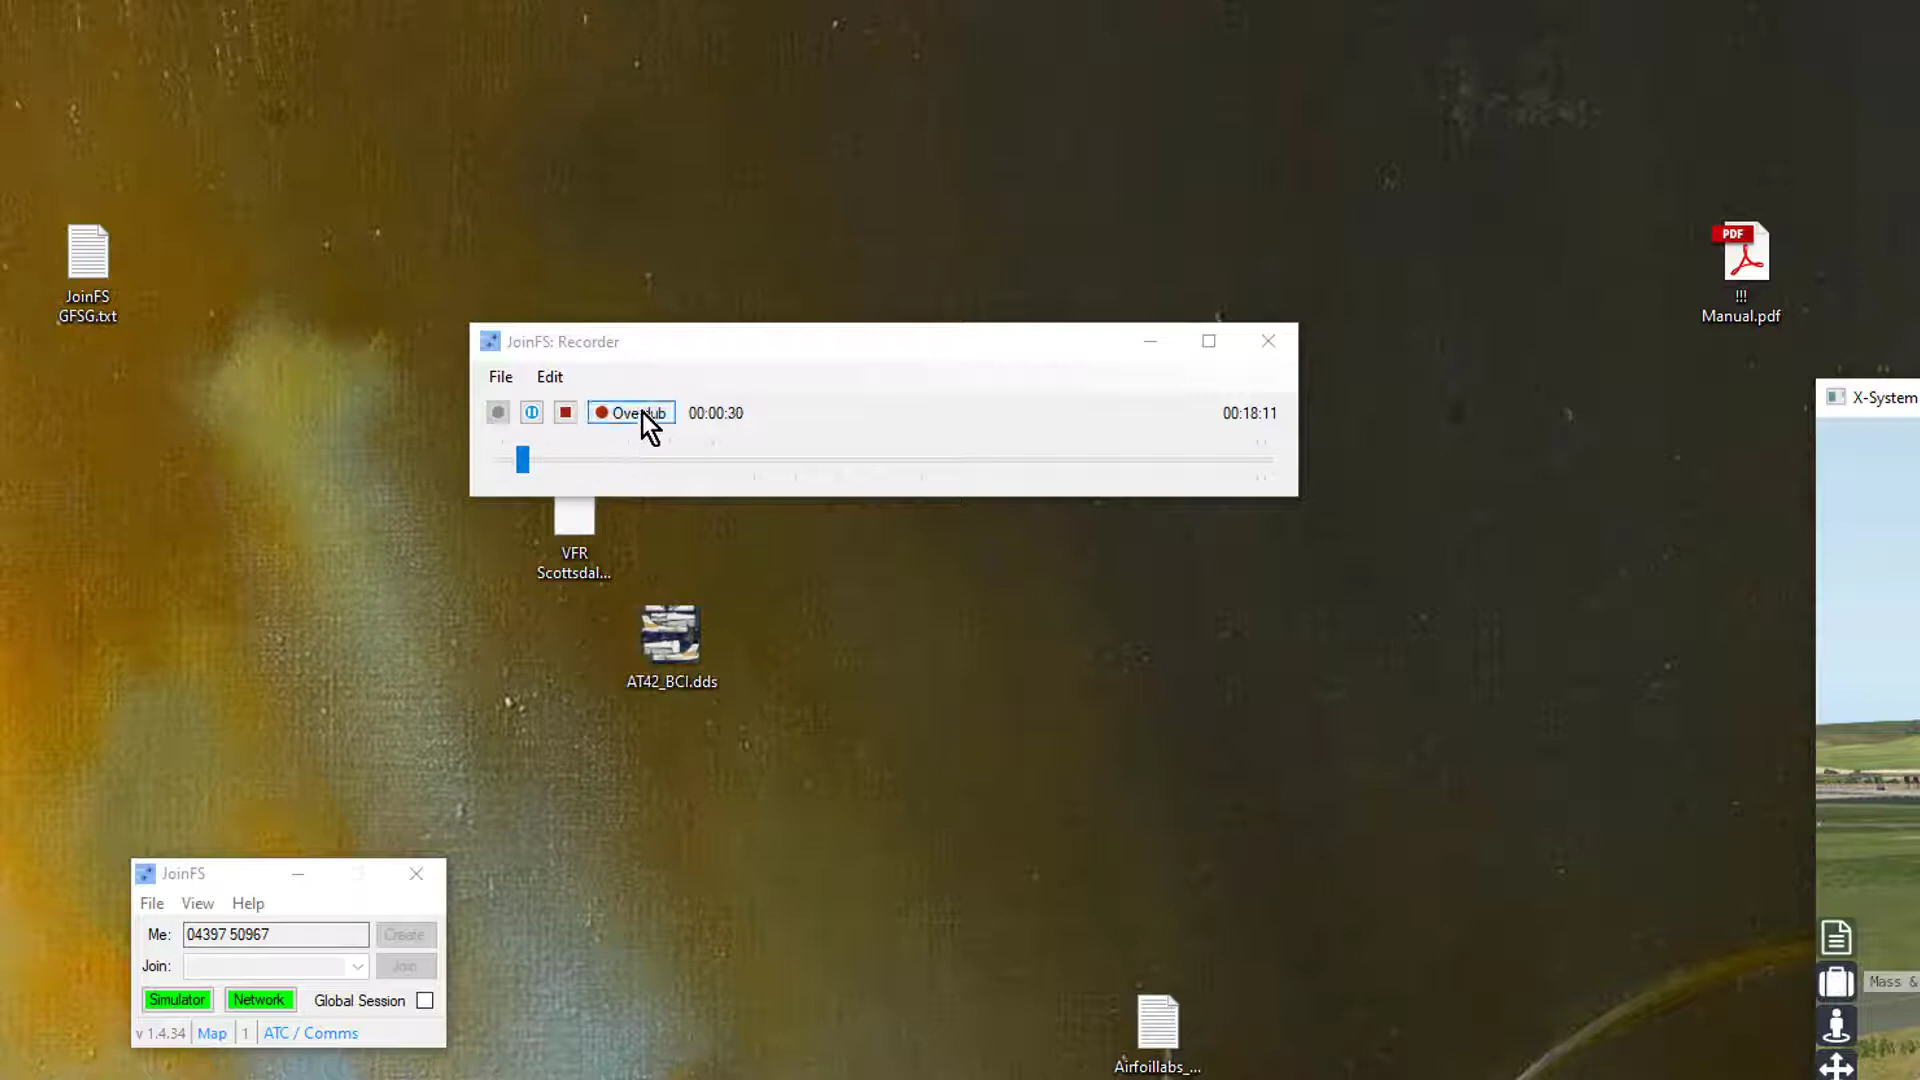 JoinFS
GFSG.txt
PDF
!!!
Manual.pdf
JoinFS: Recorder
File Edit
Overdub 00:00:30 00:18:11
X-System
VFR
Scottsdal...
AT42_BCI.dds
JoinFS
File View Help
Me: 04397 50967 Create
Join: Join
Simulator Network Global Session
v 1.4.34 Map 1 ATC / Comms
Mass &
Airfoillabs_...